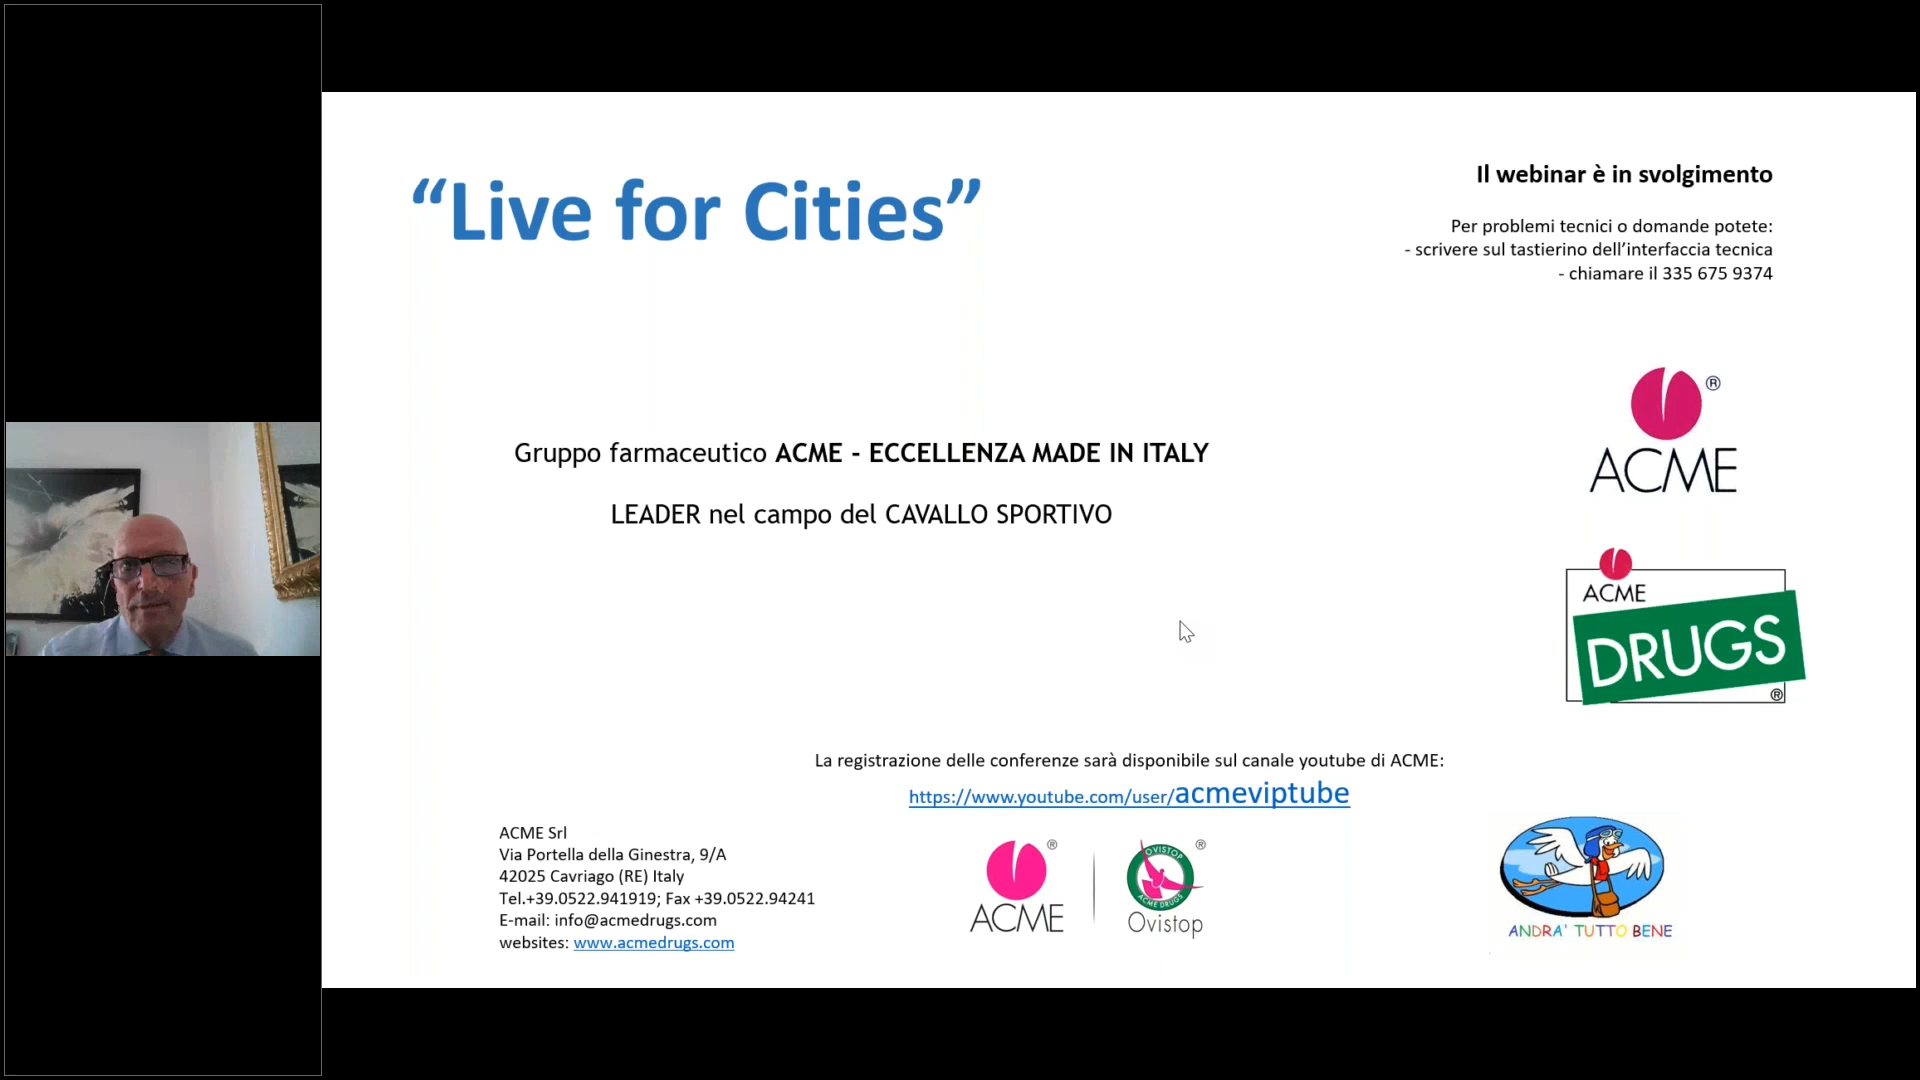 “Live for Cities”
Il webinar è in svolgimento
Per problemi tecnici o domande potete:
- scrivere sul tastierino dell’interfaccia tecnica
- chiamare il 335 675 9374
Gruppo farmaceutico ACME - ECCELLENZA MADE IN ITALY
LEADER nel campo del CAVALLO SPORTIVO
®
ACME
ACME
DRUGS
®
La registrazione delle conferenze sarà disponibile sul canale youtube di ACME:
https://www.youtube.com/user/acmeviptube
ACME Srl
Via Portella della Ginestra, 9/A
42025 Cavriago (RE) Italy
Tel.+39.0522.941919; Fax +39.0522.94241
E-mail: info@acmedrugs.com
websites: www.acmedrugs.com
®
ACME
®
OVISTOP
ACME DRUGS
Ovistop
ANDRA' TUTTO BENE